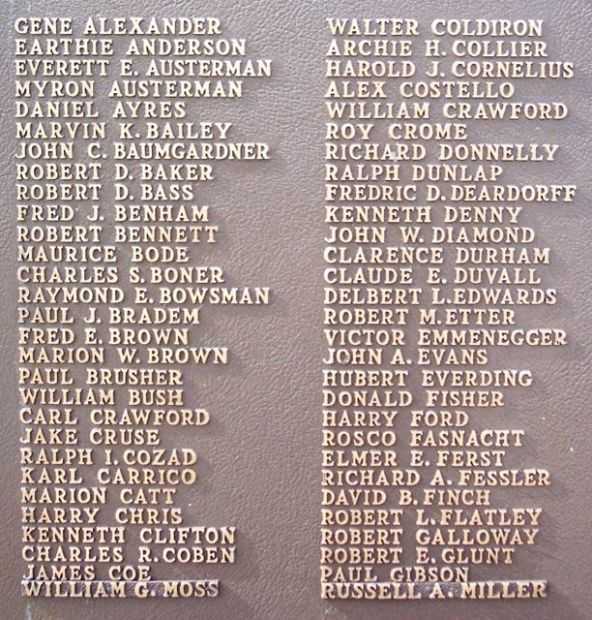 GENE ALEXANDER
EARTHIE ANDERSON
EVERETT E. AUSTERMAN
MYRON AUSTERMAN
DANIEL AYRES
MARVIN K. BAILEY
JOHN C. BAUMGARDNER
ROBERT D. BAKER
ROBERT D. BASS
FRED J. BENHAM
ROBERT BENNETT
MAURICE BODE
CHARLES S. BONER
RAYMOND E. BOWSMAN
PAUL J. BRADEM
FRED E. BROWN
MARION W. BROWN
PAUL BRUSHER
WILLIAM BUSH
CARL CRAWFORD
JAKE CRUSE
RALPH I. COZAD
KARL CARRICO
MARION CATT
HARRY CHRIS
KENNETH CLIFTON
CHARLES R. COBEN
JAMES COE
WILLIAM G. MOSS
WALTER COLDIRON
ARCHIE H. COLLIER
HAROLD J. CORNELIUS
ALEX COSTELLO
WILLIAM CRAWFORD
ROY CROME
RICHARD DONNELLY
RALPH DUNLAP
FREDRIC D. DEARDORFF
KENNETH DENNY
JOHN W. DIAMOND
CLARENCE DURHAM
CLAUDE E. DUVALL
DELBERT L. EDWARDS
ROBERT M. ETTER
VICTOR EMMENEGGER
JOHN A. EVANS
HUBERT EVERDING
DONALD FISHER
HARRY FORD
ROSCO FASNACHT
ELMER E. FERST
RICHARD A. FESSLER
DAVID B. FINCH
ROBERT L. FLATLEY
ROBERT GALLOWAY
ROBERT E. GLUNT
PAUL GIBSON
RUSSELL A. MILLER